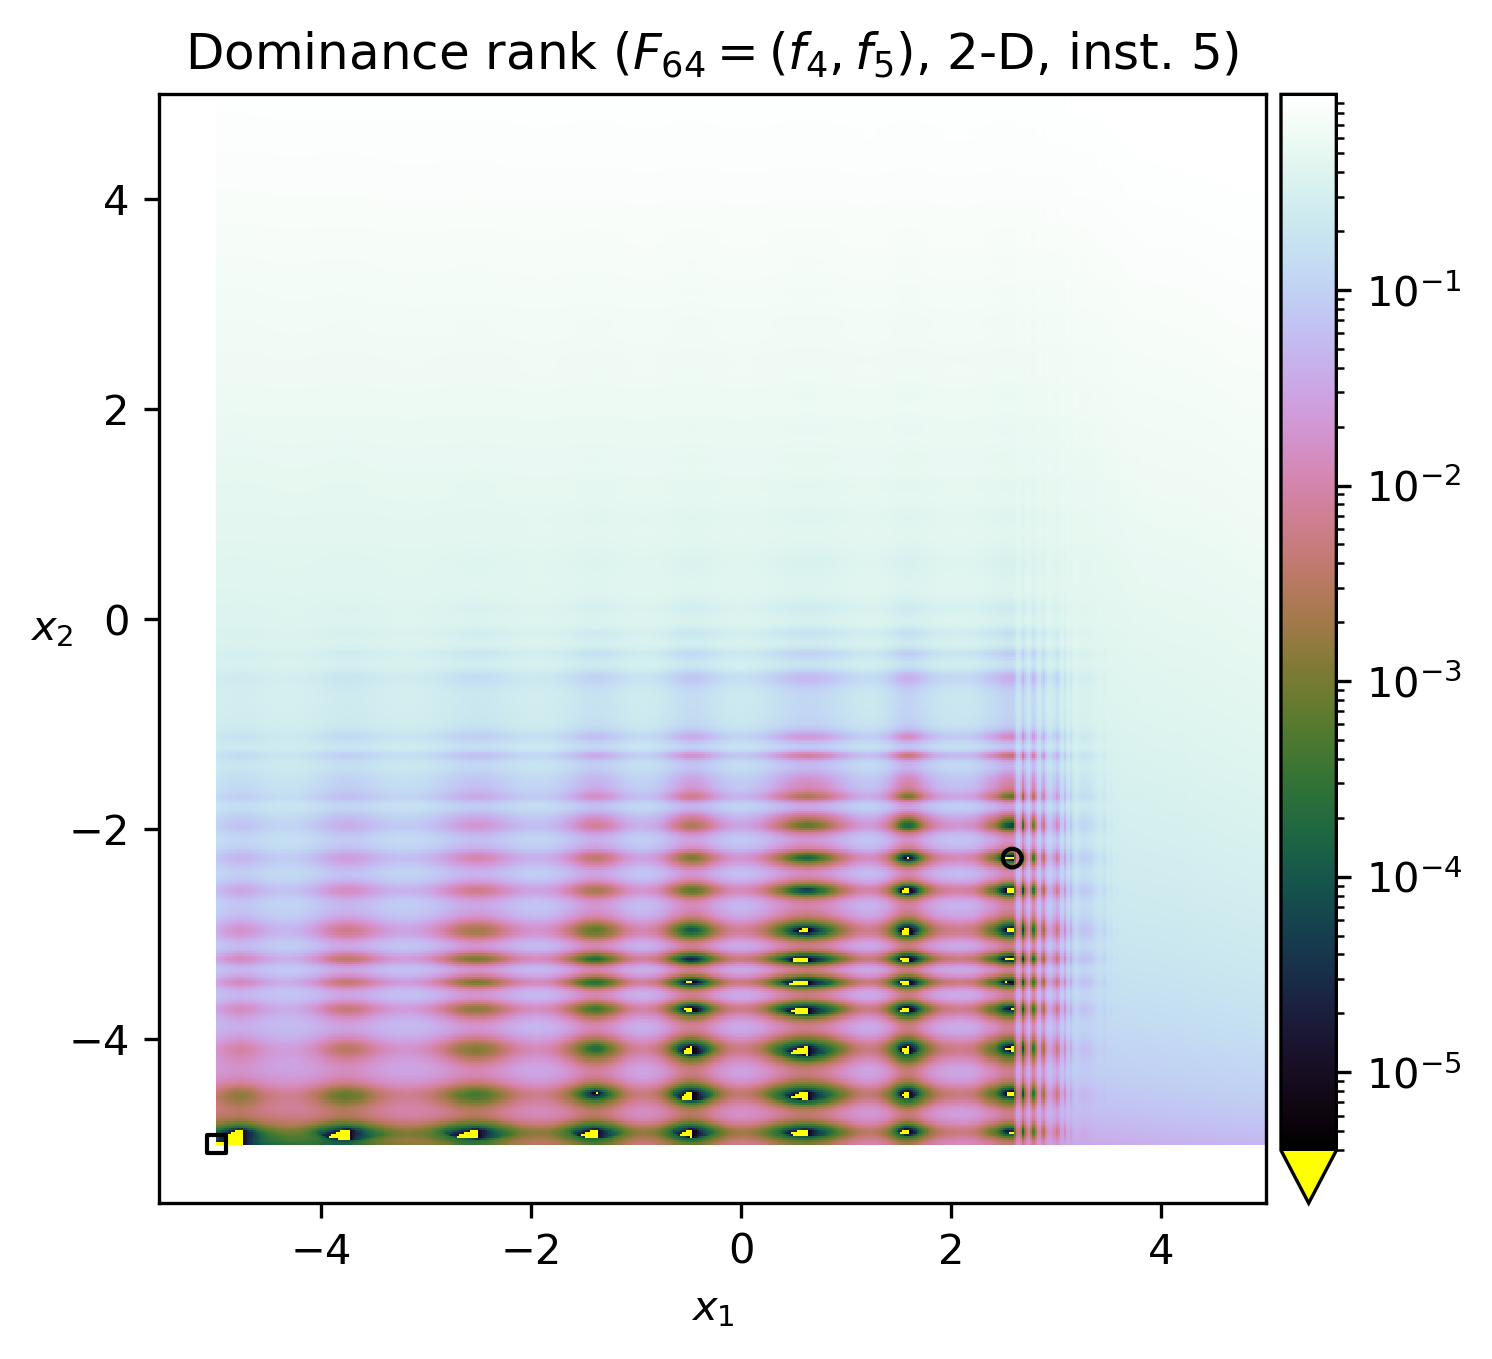 Dominance rank (F₆₄ = (f₄, f₅), 2-D, inst. 5)
4
2
0
−2
−4
x₂
−4 −2 0 2 4
x₁
10⁻¹
10⁻²
10⁻³
10⁻⁴
10⁻⁵